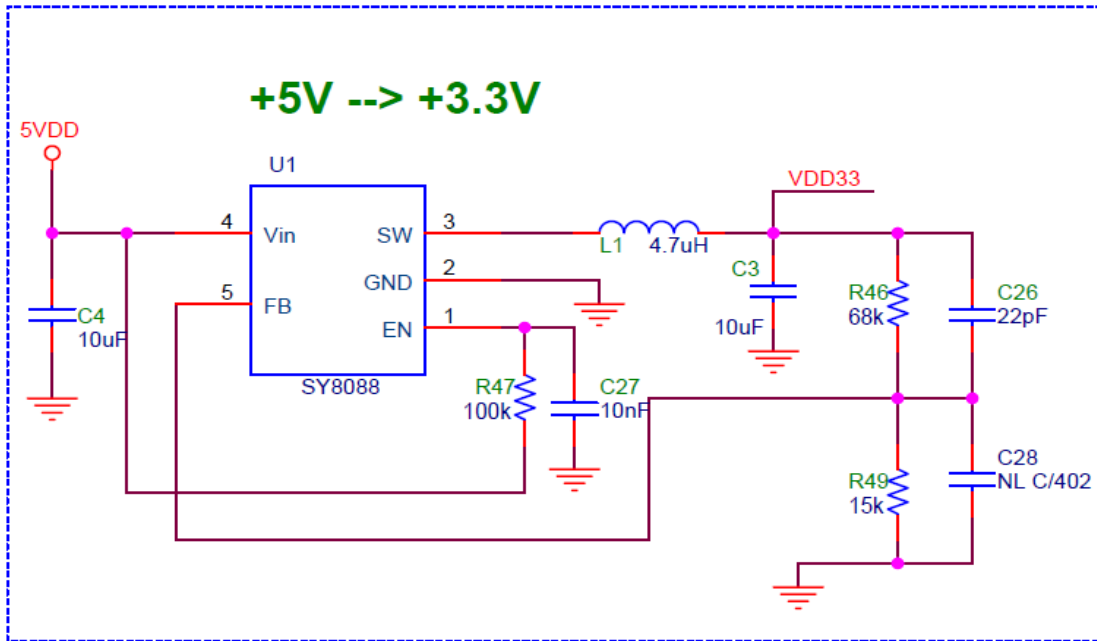 +5V --> +3.3V
5VDD
U1
VDD33
4
Vin
SW
3
L1
4.7uH
GND
2
C3
10uF
R46
68k
C26
22pF
5
FB
C4
10uF
EN
1
SY8088
R47
100k
C27
10nF
R49
15k
C28
NL C/402